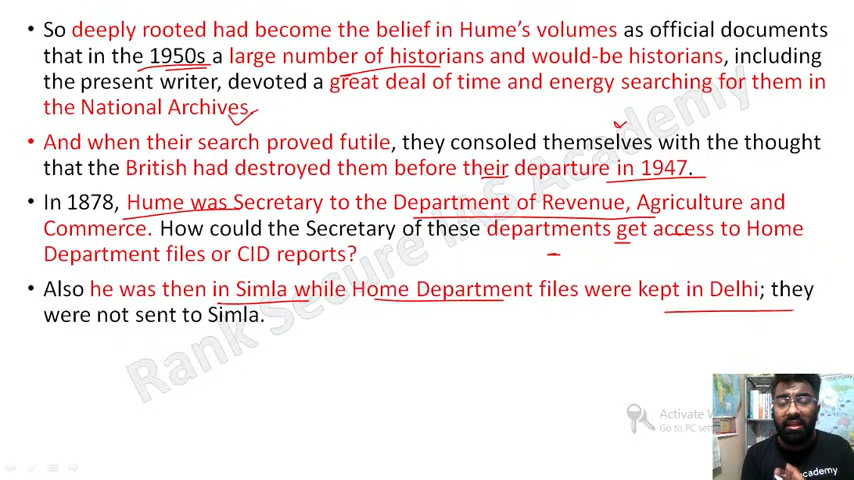 • So deeply rooted had become the belief in Hume’s volumes as official documents
that in the 1950s a large number of historians and would-be historians, including
the present writer, devoted a great deal of time and energy searching for them in
the National Archives.
• And when their search proved futile, they consoled themselves with the thought
that the British had destroyed them before their departure in 1947.
• In 1878, Hume was Secretary to the Department of Revenue, Agriculture and
Commerce. How could the Secretary of these departments get access to Home
Department files or CID reports?
• Also he was then in Simla while Home Department files were kept in Delhi; they
were not sent to Simla.
Rank Secure IAS Academy
Activate
Go to PC
academy